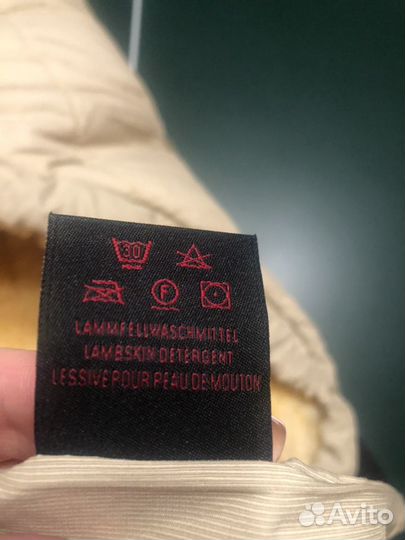 30
F
LAMMFELLWASCHMITTEL
LAMBSKIN DETERGENT
LESSIVE POUR PEAU DE MOUTON
Avito